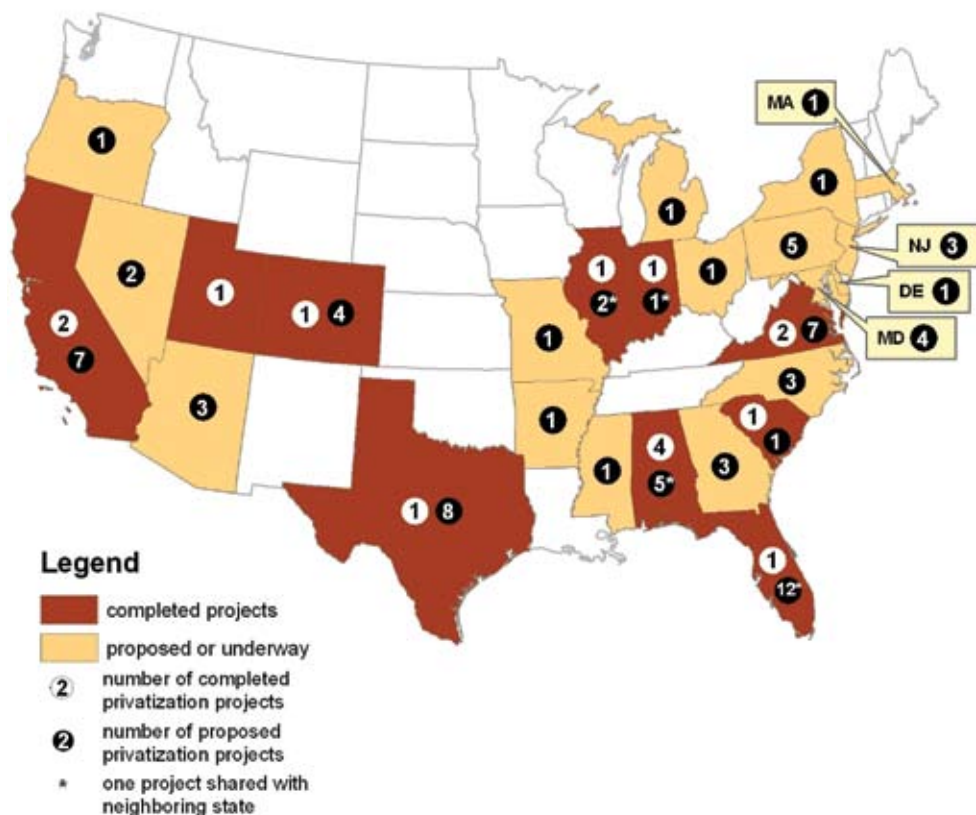 MA 1
1
1
1
1
5
NJ 3
2
1
1
1
1
2*
1*
1
DE 1
1
4
2
7
MD 4
2
7
1
3
3
1
1
4
1
1
5*
3
1
8
1
12*
Legend
completed projects
proposed or underway
2 number of completed
privatization projects
2 number of proposed
privatization projects
* one project shared with
neighboring state